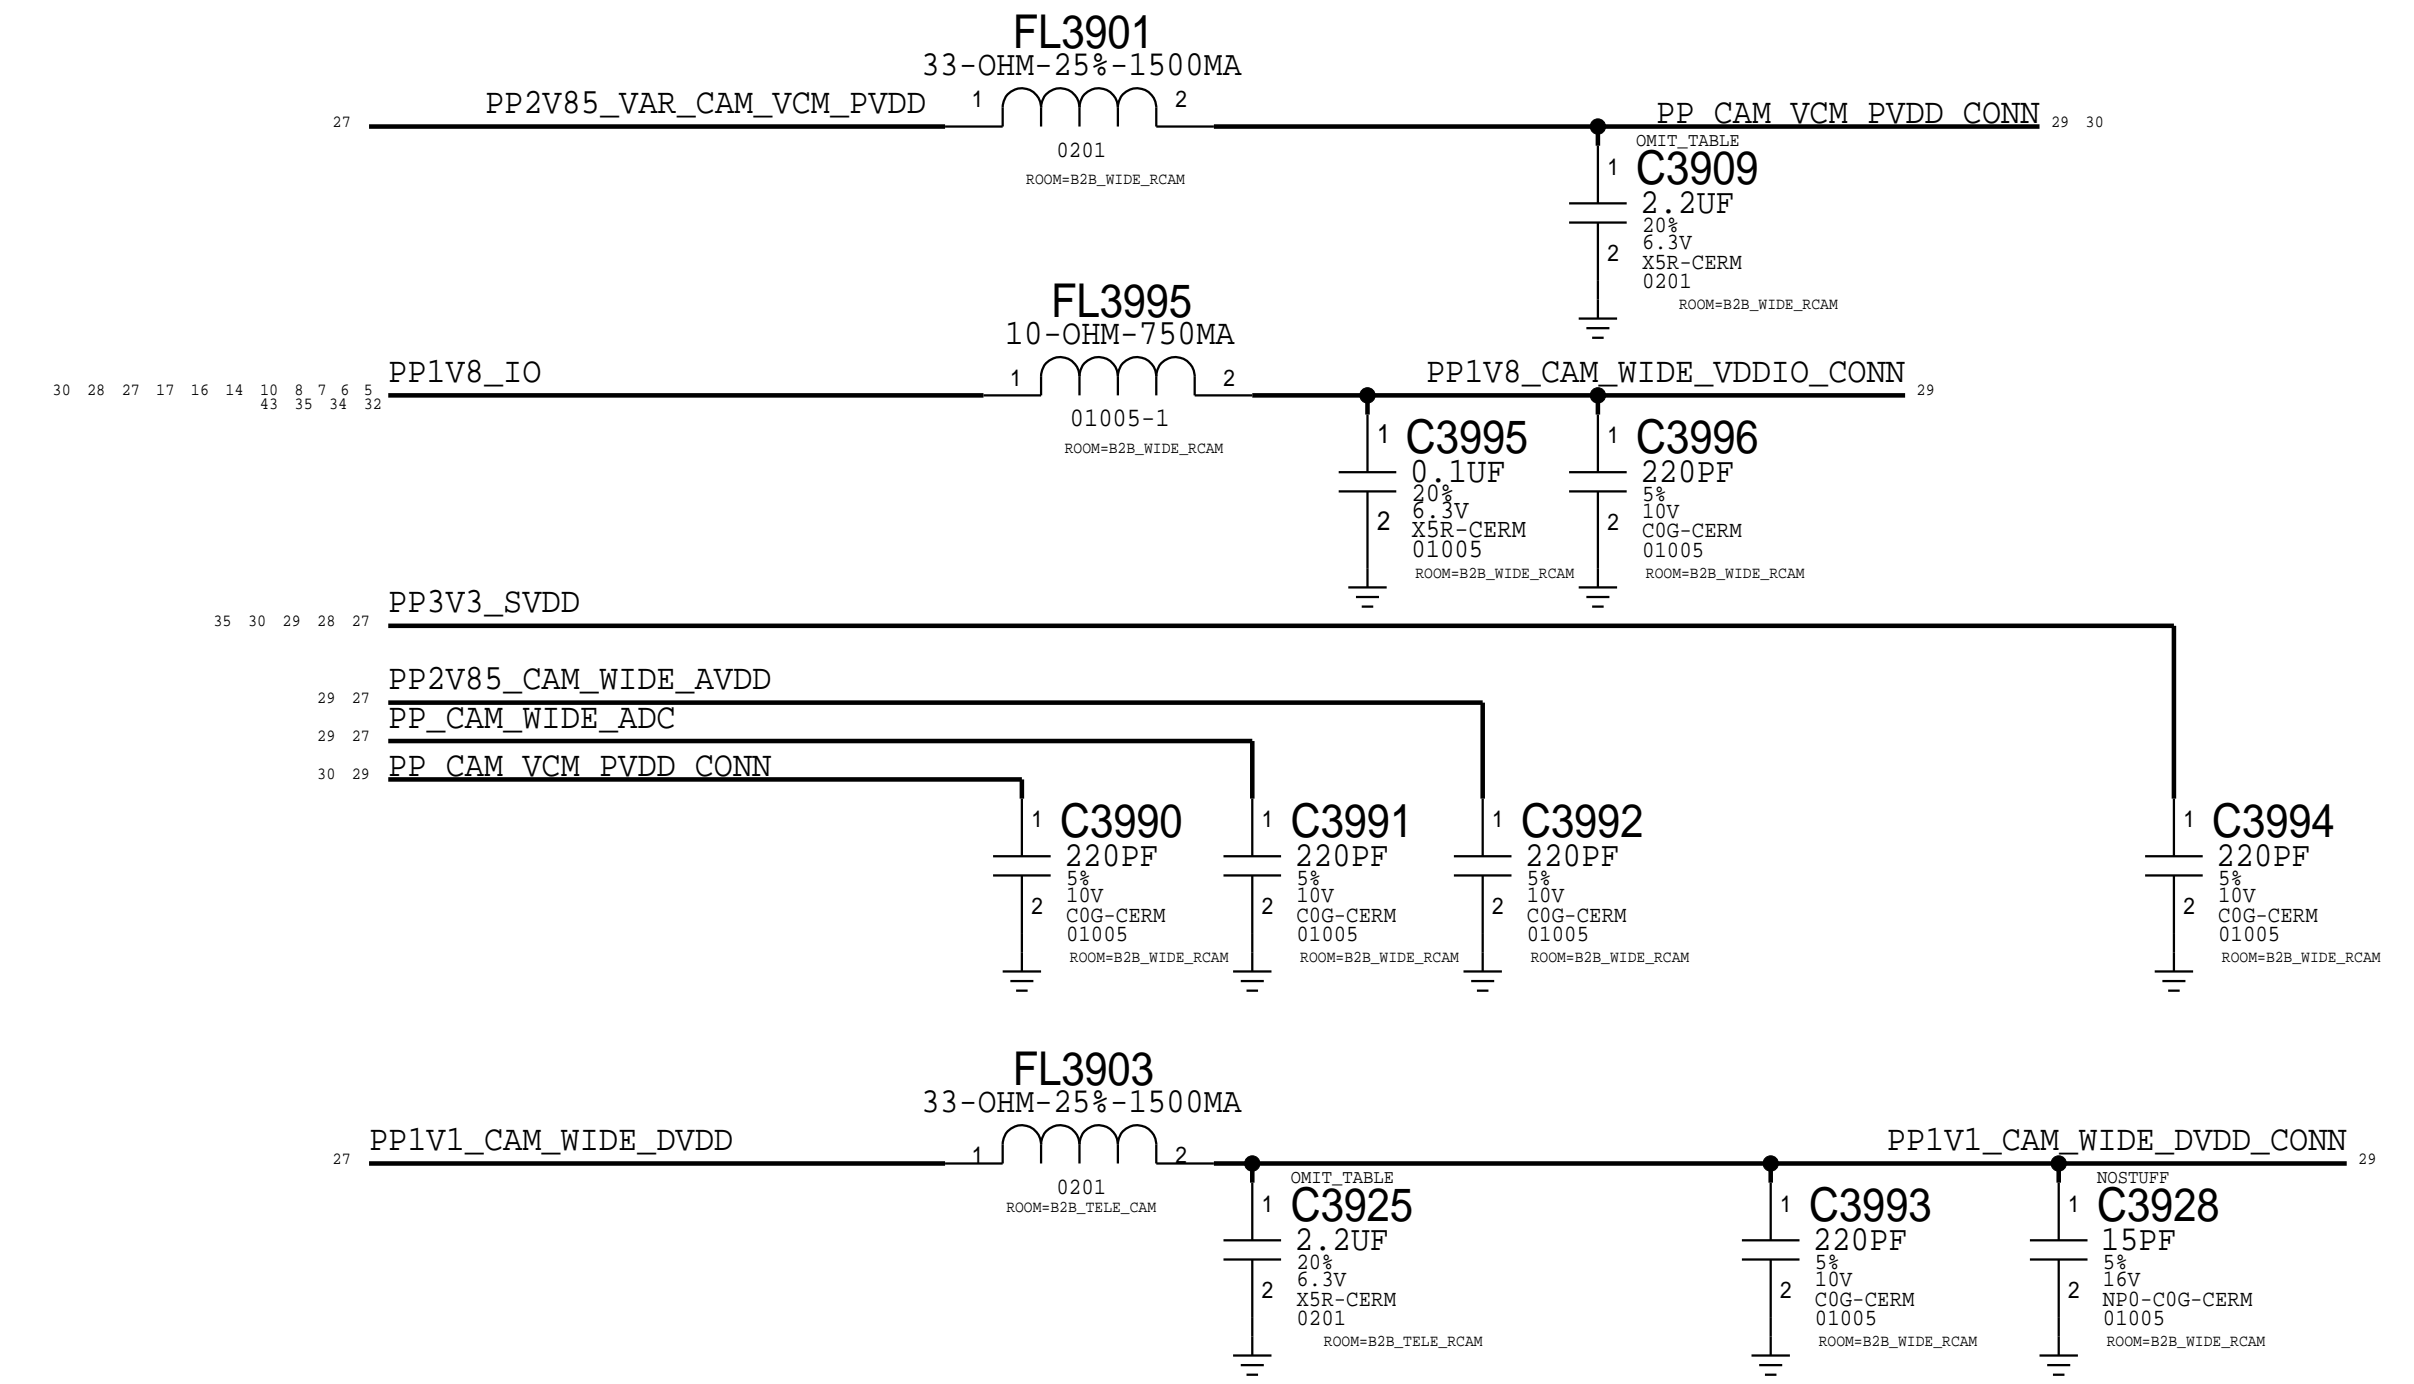 FL3901
33-OHM-25%-1500MA
PP2V85_VAR_CAM_VCM_PVDD
1
2
PP_CAM_VCM_PVDD_CONN
27
29 30
0201
ROOM=B2B_WIDE_RCAM
OMIT_TABLE
1
C3909
2.2UF
20%
6.3V
2
X5R-CERM
0201
ROOM=B2B_WIDE_RCAM
FL3995
10-OHM-750MA
PP1V8_IO
1
2
PP1V8_CAM_WIDE_VDDIO_CONN
30 28 27 17 16 14 10 8 7 6 5
43 35 34 32
29
01005-1
ROOM=B2B_WIDE_RCAM
1
C3995
0.1UF
20%
6.3V
2
X5R-CERM
01005
ROOM=B2B_WIDE_RCAM
1
C3996
220PF
5%
10V
2
C0G-CERM
01005
ROOM=B2B_WIDE_RCAM
PP3V3_SVDD
35 30 29 28 27
PP2V85_CAM_WIDE_AVDD
29 27
PP_CAM_WIDE_ADC
29 27
PP_CAM_VCM_PVDD_CONN
30 29
1
C3990
220PF
5%
10V
2
C0G-CERM
01005
ROOM=B2B_WIDE_RCAM
1
C3991
220PF
5%
10V
2
C0G-CERM
01005
ROOM=B2B_WIDE_RCAM
1
C3992
220PF
5%
10V
2
C0G-CERM
01005
ROOM=B2B_WIDE_RCAM
1
C3994
220PF
5%
10V
2
C0G-CERM
01005
ROOM=B2B_WIDE_RCAM
FL3903
33-OHM-25%-1500MA
PP1V1_CAM_WIDE_DVDD
1
2
PP1V1_CAM_WIDE_DVDD_CONN
27
29
0201
ROOM=B2B_TELE_CAM
OMIT_TABLE
1
C3925
2.2UF
20%
6.3V
2
X5R-CERM
0201
ROOM=B2B_TELE_RCAM
1
C3993
220PF
5%
10V
2
C0G-CERM
01005
ROOM=B2B_WIDE_RCAM
NOSTUFF
1
C3928
15PF
5%
16V
2
NP0-C0G-CERM
01005
ROOM=B2B_WIDE_RCAM